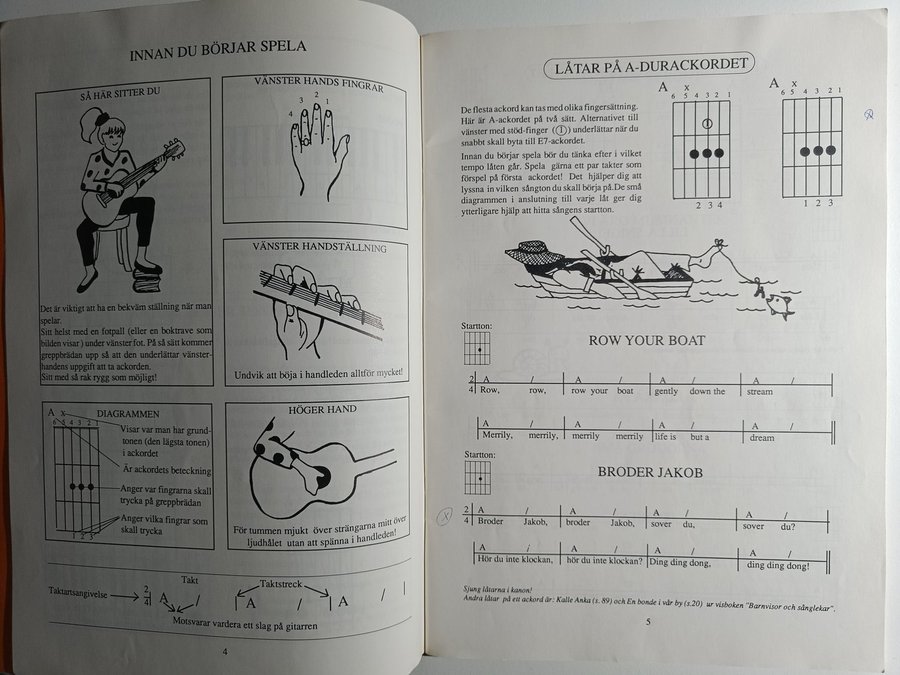 INNAN DU BÖRJAR SPELA
SÅ HÄR SITTER DU
Det är viktigt att ha en bekväm ställning när man
spelar.
Sitt helst med en fotpall (eller en boktrave som
bilden visar) under vänster fot. På så sätt kommer
greppbrädan upp så att den underlättar vänster-
handens uppgift att ta ackorden.
Sitt med så rak rygg som möjligt!
VÄNSTER HANDS FINGRAR
4 3 2 1
VÄNSTER HANDSTÄLLNING
Undvik att böja i handleden alltför mycket!
DIAGRAMMEN
A x
6 5 4 3 2 1
Visar var man har grund-
tonen (den lägsta tonen)
i ackordet
Är ackordets beteckning
Anger var fingrarna skall
trycka på greppbrädan
Anger vilka fingrar som
skall trycka
1 2 3
HÖGER HAND
För tummen mjukt över strängarna mitt över
ljudhålet utan att spänna i handleden!
Takt
Taktstreck
Taktartsangivelse
2
4
A / A / A /
Motsvarar vardera ett slag på gitarren
4
LÅTAR PÅ A-DURACKORDET
De flesta ackord kan tas med olika fingersättning.
Här är A-ackordet på två sätt. Alternativet till
vänster med stöd-finger (1) underlättar när du
snabbt skall byta till E7-ackordet.
Innan du börjar spela bör du tänka efter i vilket
tempo låten går. Spela gärna ett par takter som
förspel på första ackordet! Det hjälper dig att
lyssna in vilken sångton du skall börja på. De små
diagrammen i anslutning till varje låt ger dig
ytterligare hjälp att hitta sångens startton.
A x
6 5 4 3 2 1
1
2 3 4
A x
6 5 4 3 2 1
1 2 3
Startton:
ROW YOUR BOAT
2
4
A / A / A / A /
Row, row, row your boat gently down the stream
A / A / A / A /
Merrily, merrily, merrily merrily life is but a dream
Startton:
BRODER JAKOB
2
4
A / A / A / A /
Broder Jakob, broder Jakob, sover du, sover du?
A / A / A / A /
Hör du inte klockan, hör du inte klockan? Ding ding dong, ding ding dong!
Sjung låtarna i kanon!
Andra låtar på ett ackord är: Kalle Anka (s. 89) och En bonde i vår by (s.20) ur visboken "Barnvisor och sånglekar".
5